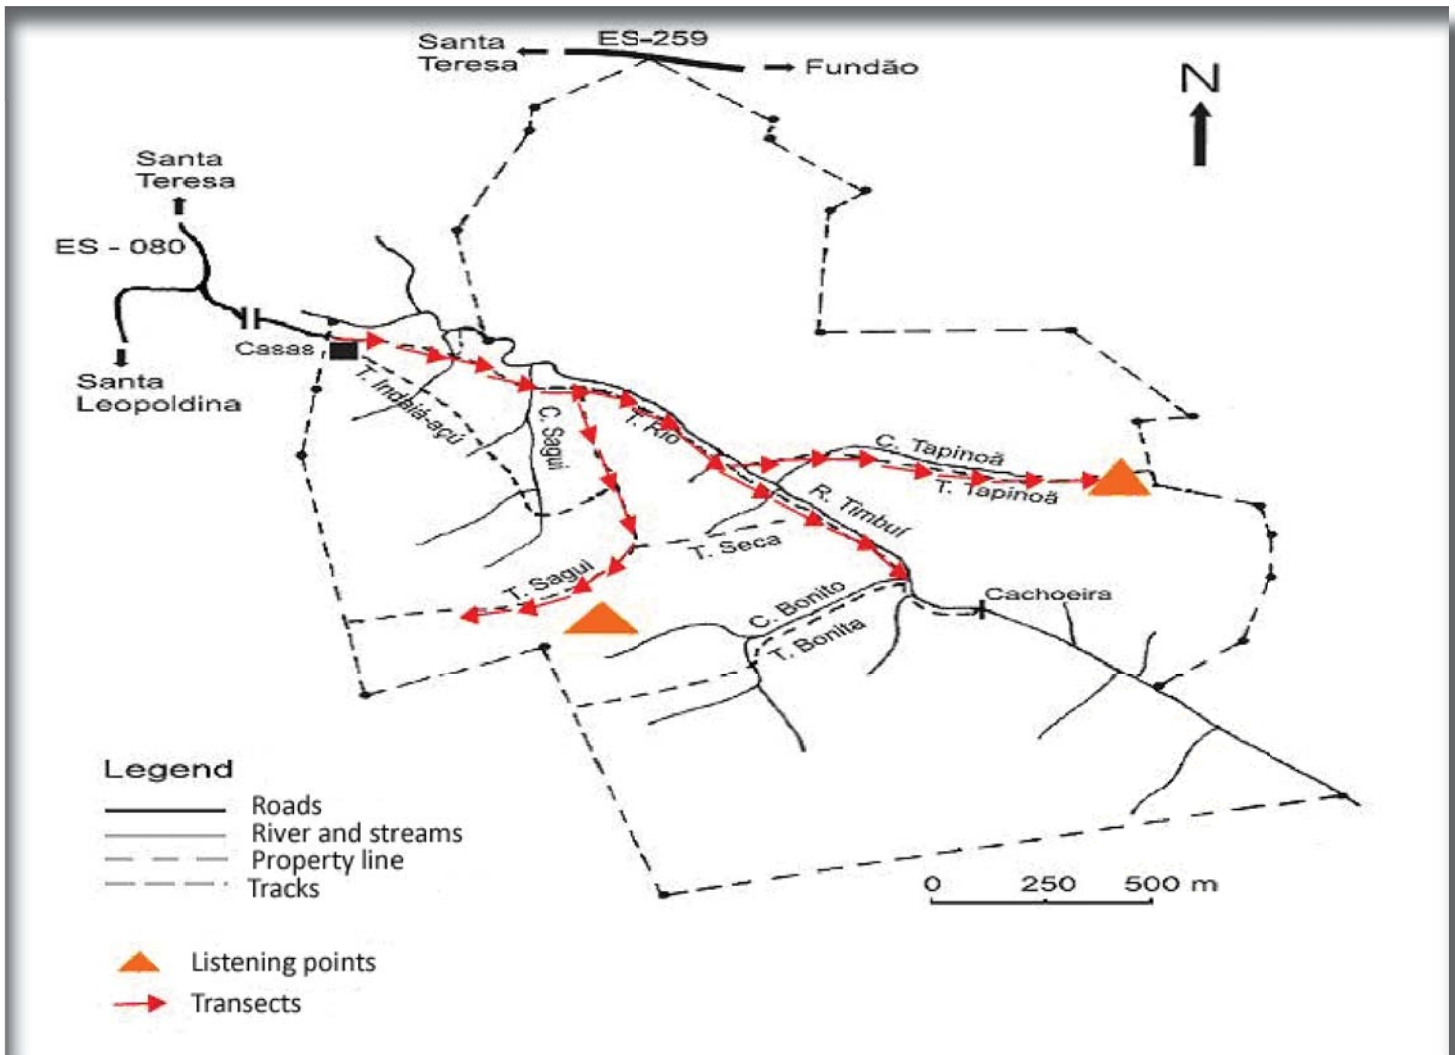 Santa
Teresa
ES-259
Fundão
N
Santa
Teresa
ES - 080
Casas
Santa
Leopoldina
T. Indaiá-açú
C. Sagui
T. Rio
C. Tapinoã
T. Tapinoã
R. Timbuí
T. Seca
T. Sagui
C. Bonito
T. Bonita
Cachoeira
Legend
Roads
River and streams
Property line
Tracks
0 250 500 m
Listening points
Transects